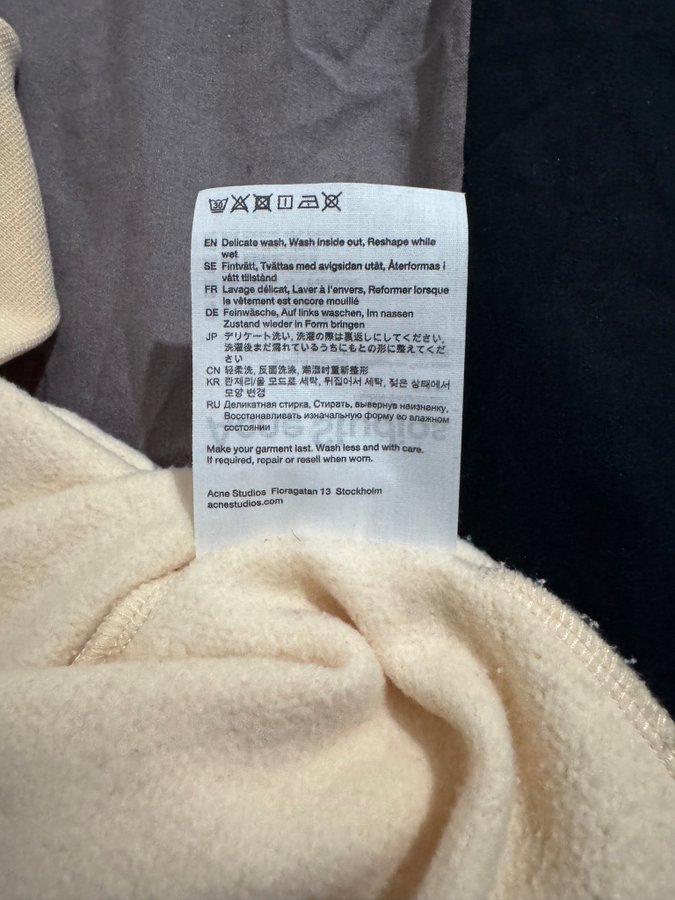 30
EN Delicate wash, Wash inside out, Reshape while
wet
SE Fintvätt, Tvättas med avigsidan utåt, Återformas i
vått tillstånd
FR Lavage délicat, Laver à l'envers, Reformer lorsque
le vêtement est encore mouillé
DE Feinwäsche, Auf links waschen, Im nassen
Zustand wieder in Form bringen
JP デリケート洗い, 洗濯の際は裏返しにしてください,
洗濯後まだ濡れているうちにもとの形に整えてくだ
さい
CN 轻柔洗, 反面洗涤, 潮湿时重新整形
KR 란제리/울 모드로 세탁, 뒤집어서 세탁, 젖은 상태에서
모양 변경
RU Деликатная стирка, Стирать, вывернув наизнанку,
Восстанавливать изначальную форму во влажном
состоянии
Make your garment last. Wash less and with care.
If required, repair or resell when worn.
Acne Studios Floragatan 13 Stockholm
acnestudios.com